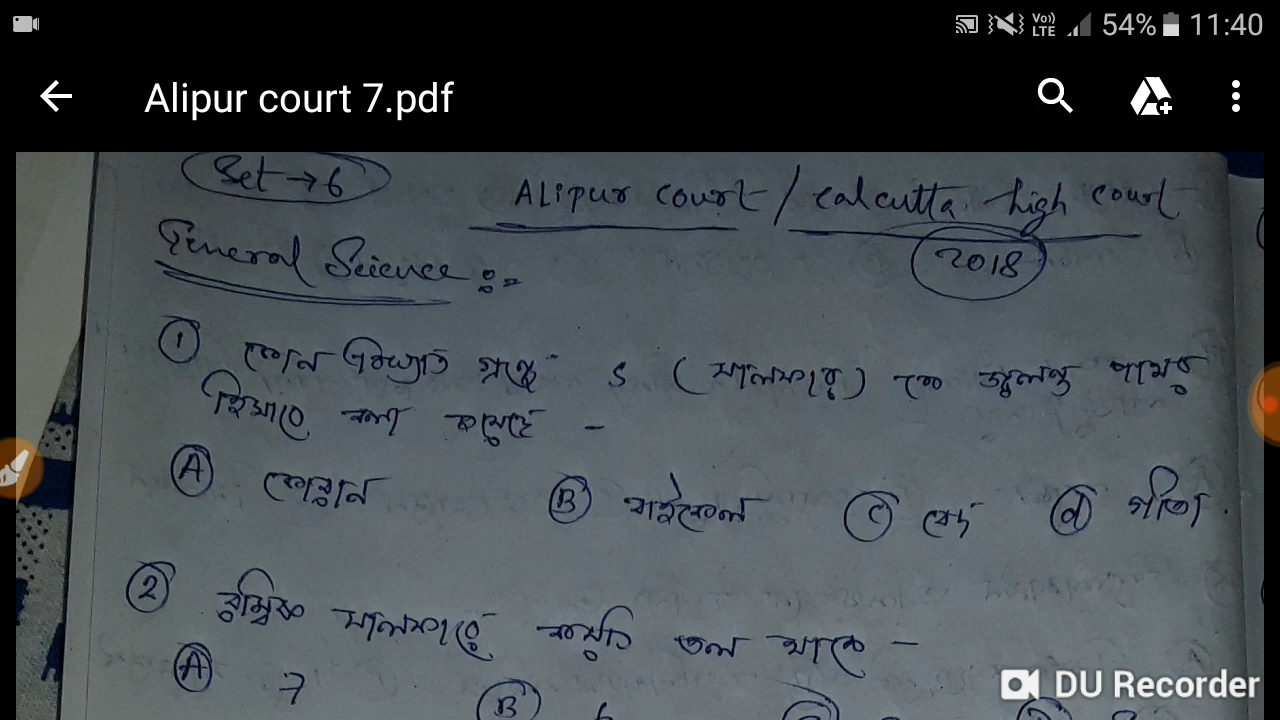 VoLTE 54% 11:40
Alipur court 7.pdf
Set → 6
Alipur court / calcutta high court
General Science :-
2018
① কোন বিখ্যাত গ্রন্থে S (সালফার) কে জ্বলন্ত পাথর
হিসাবে বলা হয়েছে -
Ⓐ কোরান Ⓑ বাইবেল Ⓒ বেদ ⓓ গীতা.
② রম্বিক সালফারে কয়টি তল থাকে -
Ⓐ 7 Ⓑ
DU Recorder